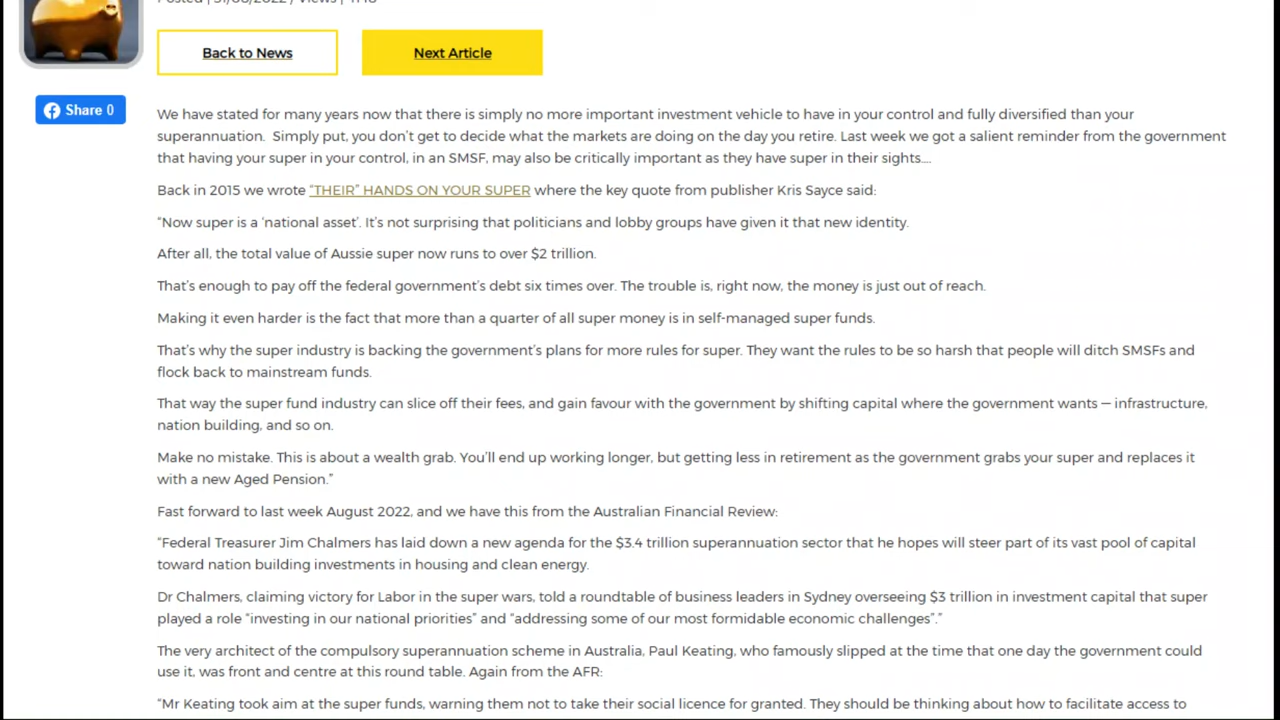 Back to News
Next Article
Share 0
We have stated for many years now that there is simply no more important investment vehicle to have in your control and fully diversified than your
superannuation.  Simply put, you don't get to decide what the markets are doing on the day you retire. Last week we got a salient reminder from the government
that having your super in your control, in an SMSF, may also be critically important as they have super in their sights....
Back in 2015 we wrote “THEIR” HANDS ON YOUR SUPER where the key quote from publisher Kris Sayce said:
“Now super is a ‘national asset’. It’s not surprising that politicians and lobby groups have given it that new identity.
After all, the total value of Aussie super now runs to over $2 trillion.
That’s enough to pay off the federal government’s debt six times over. The trouble is, right now, the money is just out of reach.
Making it even harder is the fact that more than a quarter of all super money is in self-managed super funds.
That’s why the super industry is backing the government’s plans for more rules for super. They want the rules to be so harsh that people will ditch SMSFs and
flock back to mainstream funds.
That way the super fund industry can slice off their fees, and gain favour with the government by shifting capital where the government wants — infrastructure,
nation building, and so on.
Make no mistake. This is about a wealth grab. You’ll end up working longer, but getting less in retirement as the government grabs your super and replaces it
with a new Aged Pension.”
Fast forward to last week August 2022, and we have this from the Australian Financial Review:
“Federal Treasurer Jim Chalmers has laid down a new agenda for the $3.4 trillion superannuation sector that he hopes will steer part of its vast pool of capital
toward nation building investments in housing and clean energy.
Dr Chalmers, claiming victory for Labor in the super wars, told a roundtable of business leaders in Sydney overseeing $3 trillion in investment capital that super
played a role “investing in our national priorities” and “addressing some of our most formidable economic challenges”.”
The very architect of the compulsory superannuation scheme in Australia, Paul Keating, who famously slipped at the time that one day the government could
use it, was front and centre at this round table. Again from the AFR:
“Mr Keating took aim at the super funds, warning them not to take their social licence for granted. They should be thinking about how to facilitate access to